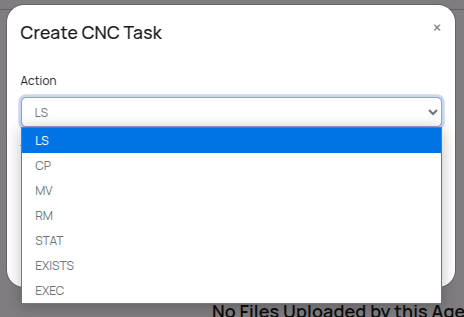 Create CNC Task
×
Action
LS
LS
CP
MV
RM
STAT
EXISTS
EXEC
No Files Uploaded by this Age